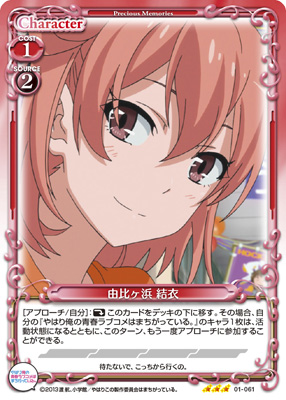 Precious Memories
Character
COST
1
SOURCE
2
由比ヶ浜 結衣
[アプローチ/自分]: このカードをデッキの下に移す。その場合、自
分の『やはり俺の青春ラブコメはまちがっている。』のキャラ1枚は、活
動状態になるとともに、このターン、もう一度アプローチに参加するこ
とができる。
待たないで、こっちから行くの。
©2013 渡 航、小学館/やはりこの製作委員会はまちがっている。
01-061